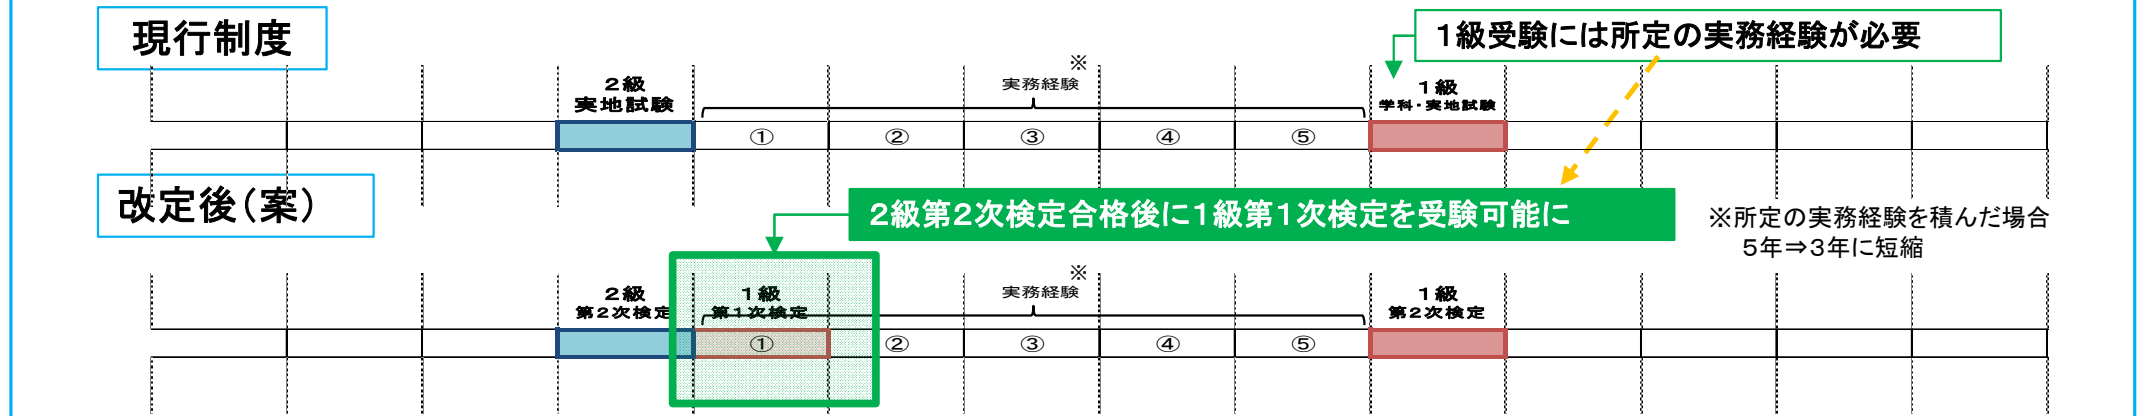 現行制度
1級受験には所定の実務経験が必要
※
2級
実地試験
実務経験
1級
学科・実地試験
① ② ③ ④ ⑤
改定後(案)
2級第2次検定合格後に1級第1次検定を受験可能に
※所定の実務経験を積んだ場合
5年⇒3年に短縮
※
2級
第2次検定
1級
第1次検定
実務経験
1級
第2次検定
① ② ③ ④ ⑤